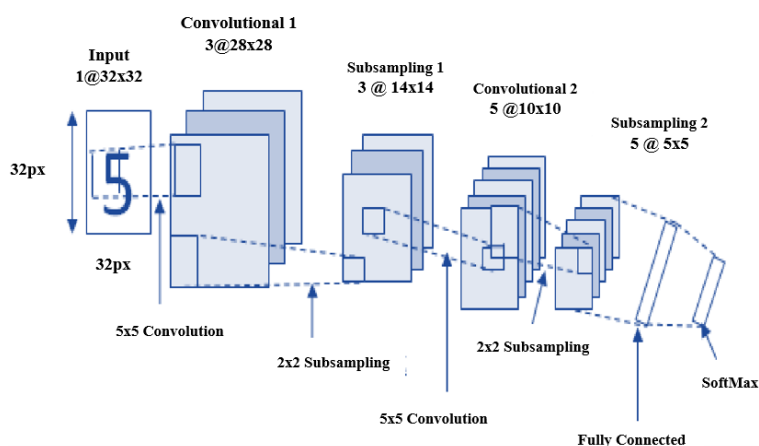 Convolutional 1
3@28x28
Input
1@32x32
Subsampling 1
3 @ 14x14
Convolutional 2
5 @10x10
Subsampling 2
5 @ 5x5
32px
5
32px
5x5 Convolution
2x2 Subsampling
2x2 Subsampling
5x5 Convolution
SoftMax
Fully Connected